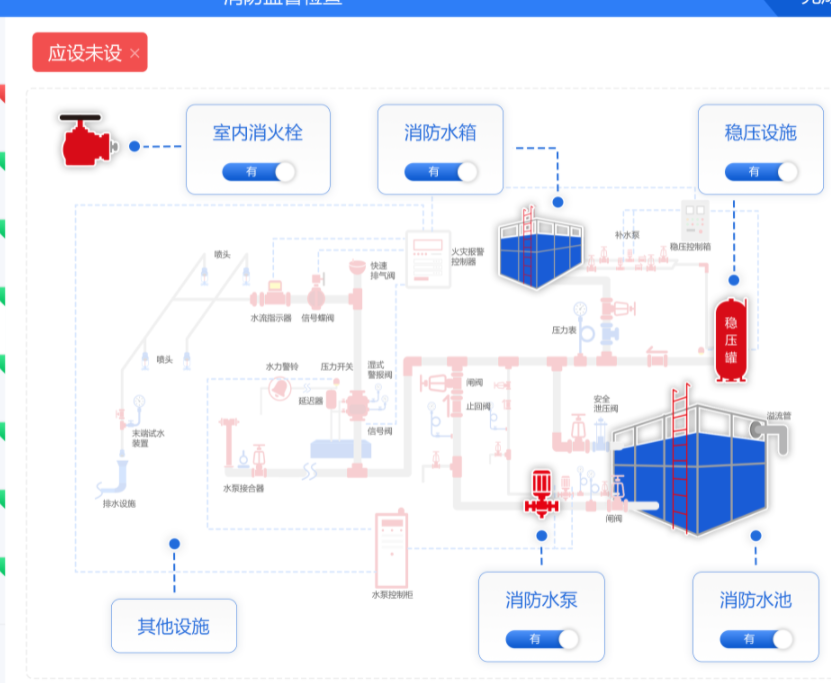 消防监督检查
应设未设 ×
室内消火栓
有
消防水箱
有
稳压设施
有
补水泵
稳压控制箱
喷头
快速
排气阀
火灾报警
控制器
水流指示器
信号蝶阀
压力表
稳
压
罐
喷头
水力警铃
压力开关
湿式
报警阀
延迟器
闸阀
止回阀
安全
泄压阀
溢流管
末端试水
装置
信号阀
水泵接合器
排水设施
闸阀
水泵控制柜
其他设施
消防水泵
有
消防水池
有